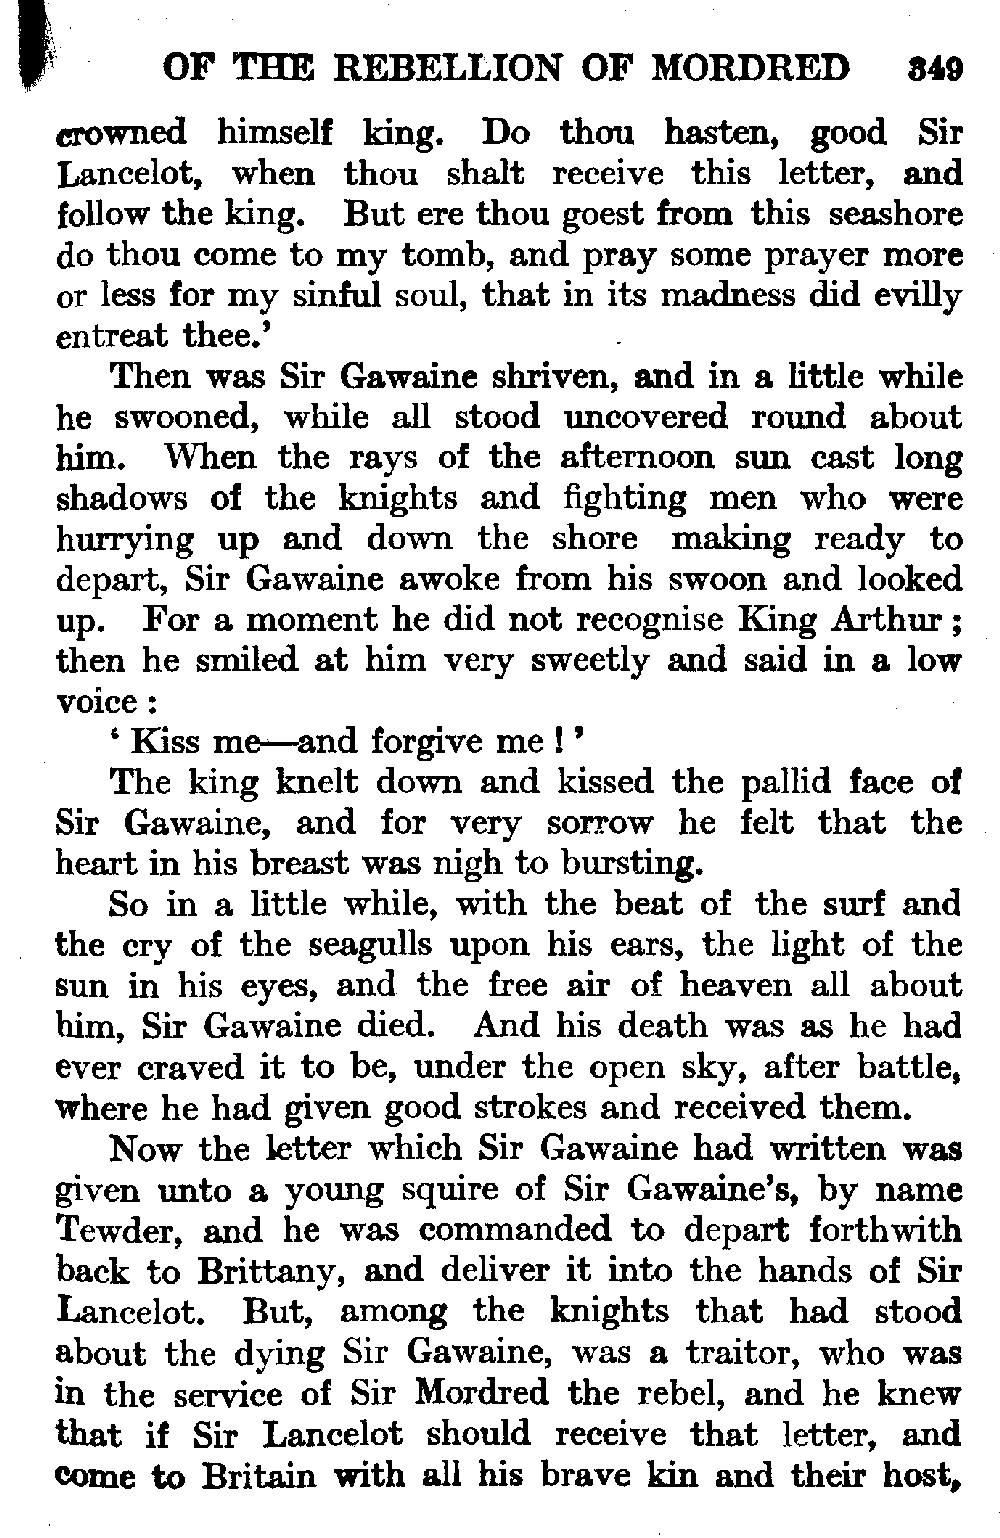 OF THE REBELLION OF MORDRED 349
crowned himself king. Do thou hasten, good Sir
Lancelot, when thou shalt receive this letter, and
follow the king. But ere thou goest from this seashore
do thou come to my tomb, and pray some prayer more
or less for my sinful soul, that in its madness did evilly
entreat thee.’
Then was Sir Gawaine shriven, and in a little while
he swooned, while all stood uncovered round about
him. When the rays of the afternoon sun cast long
shadows of the knights and fighting men who were
hurrying up and down the shore making ready to
depart, Sir Gawaine awoke from his swoon and looked
up. For a moment he did not recognise King Arthur ;
then he smiled at him very sweetly and said in a low
voice :
‘ Kiss me—and forgive me ! ’
The king knelt down and kissed the pallid face of
Sir Gawaine, and for very sorrow he felt that the
heart in his breast was nigh to bursting.
So in a little while, with the beat of the surf and
the cry of the seagulls upon his ears, the light of the
sun in his eyes, and the free air of heaven all about
him, Sir Gawaine died. And his death was as he had
ever craved it to be, under the open sky, after battle,
where he had given good strokes and received them.
Now the letter which Sir Gawaine had written was
given unto a young squire of Sir Gawaine’s, by name
Tewder, and he was commanded to depart forthwith
back to Brittany, and deliver it into the hands of Sir
Lancelot. But, among the knights that had stood
about the dying Sir Gawaine, was a traitor, who was
in the service of Sir Mordred the rebel, and he knew
that if Sir Lancelot should receive that letter, and
come to Britain with all his brave kin and their host,